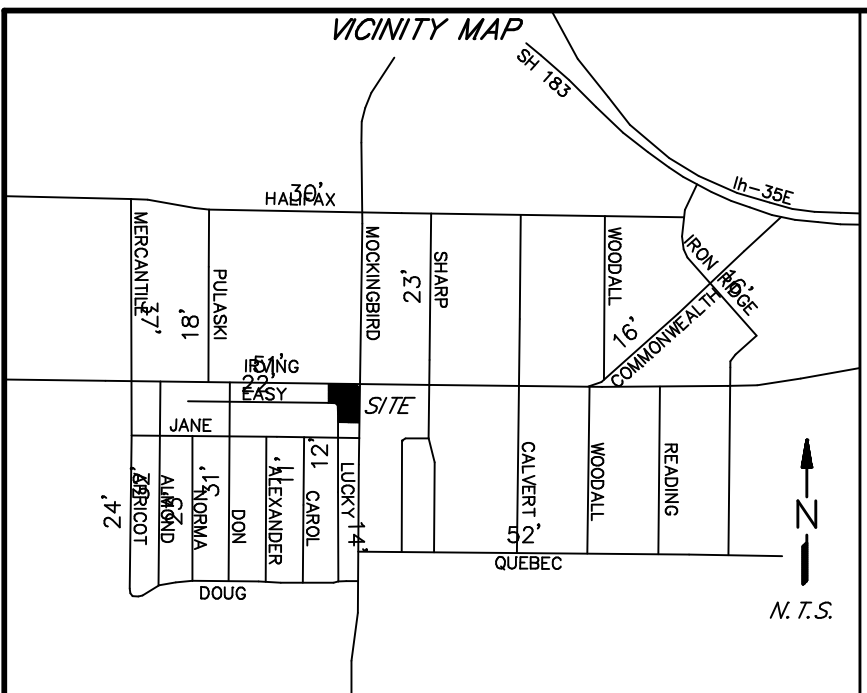 VICINITY MAP
SH 183
Ih-35E
30'
HALIFAX
MERCANTILE
37'
18'
PULASKI
MOCKINGBIRD
23'
SHARP
WOODALL
IRON RIDGE
16'
16'
COMMONWEALTH
51'
IRVING
22'
EASY
SITE
JANE
24'
APRICOT
ALMOND
31'
NORMA
DON
11'
ALEXANDER
12'
CAROL
LUCKY
14'
CALVERT
52'
WOODALL
READING
QUEBEC
DOUG
N
N.T.S.